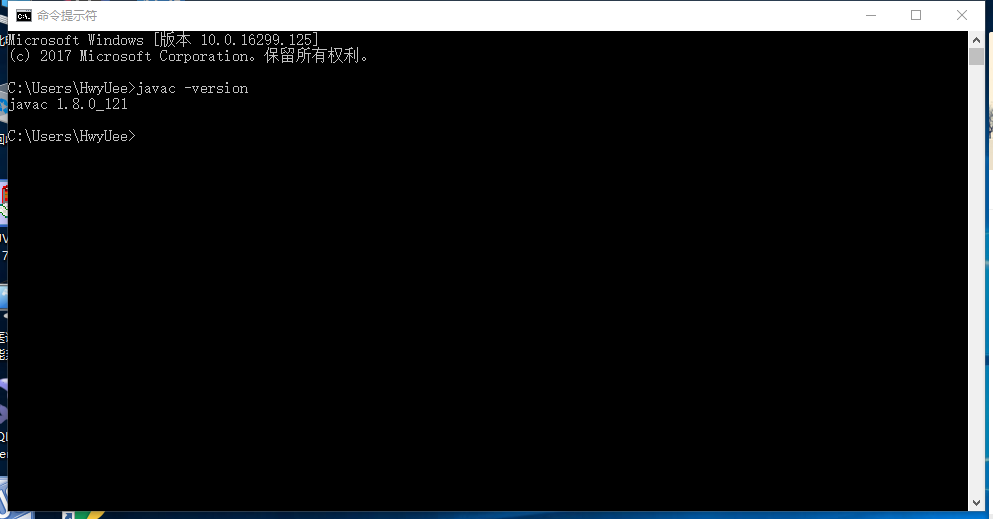 命令提示符
Microsoft Windows [版本 10.0.16299.125]
(c) 2017 Microsoft Corporation。保留所有权利。
C:\Users\HwyUee>javac -version
javac 1.8.0_121
C:\Users\HwyUee>